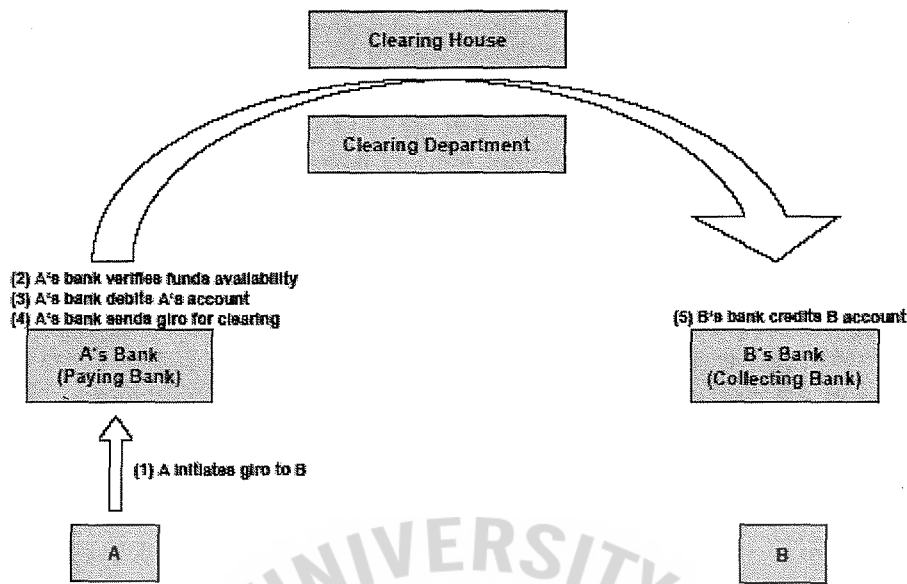 Clearing House
Clearing Department
(2) A's bank verifies funds availability
(3) A's bank debits A's account
(4) A's bank sends giro for clearing
(5) B's bank credits B account
A's Bank
(Paying Bank)
B's Bank
(Collecting Bank)
(1) A initiates giro to B
A
B
UNIVERSITY